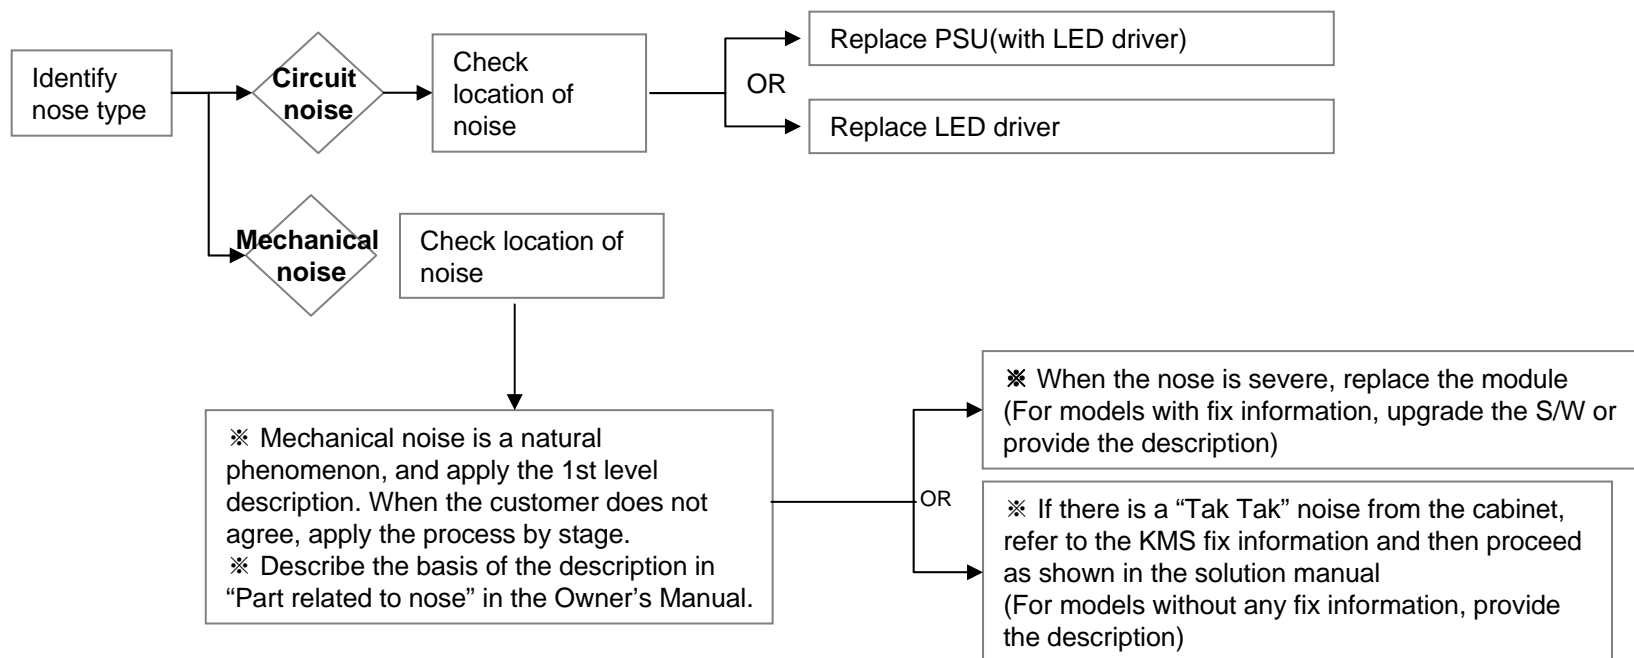 Identify
nose type
Circuit
noise
Check
location of
noise
Replace PSU(with LED driver)
OR
Replace LED driver
Mechanical
noise
Check location of
noise
※ Mechanical noise is a natural
phenomenon, and apply the 1st level
description. When the customer does not
agree, apply the process by stage.
※ Describe the basis of the description in
“Part related to nose” in the Owner’s Manual.
OR
※ When the nose is severe, replace the module
(For models with fix information, upgrade the S/W or
provide the description)
※ If there is a “Tak Tak” noise from the cabinet,
refer to the KMS fix information and then proceed
as shown in the solution manual
(For models without any fix information, provide
the description)